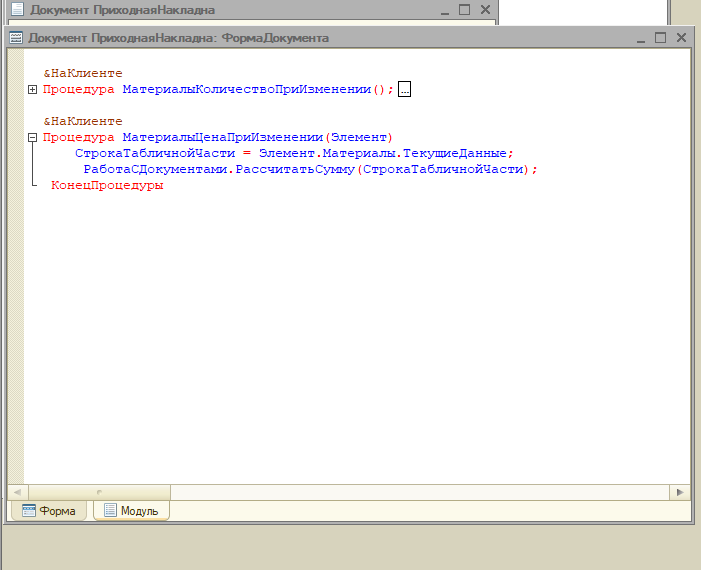 Документ ПриходнаяНакладна
Документ ПриходнаяНакладна: ФормаДокумента
&НаКлиенте
Процедура МатериалыКоличествоПриИзменении(); ...
&НаКлиенте
Процедура МатериалыЦенаПриИзменении(Элемент)
СтрокаТабличнойЧасти = Элемент.Материалы.ТекущиеДанные;
РаботаСДокументами.РассчитатьСумму(СтрокаТабличнойЧасти);
КонецПроцедуры
Форма
Модуль